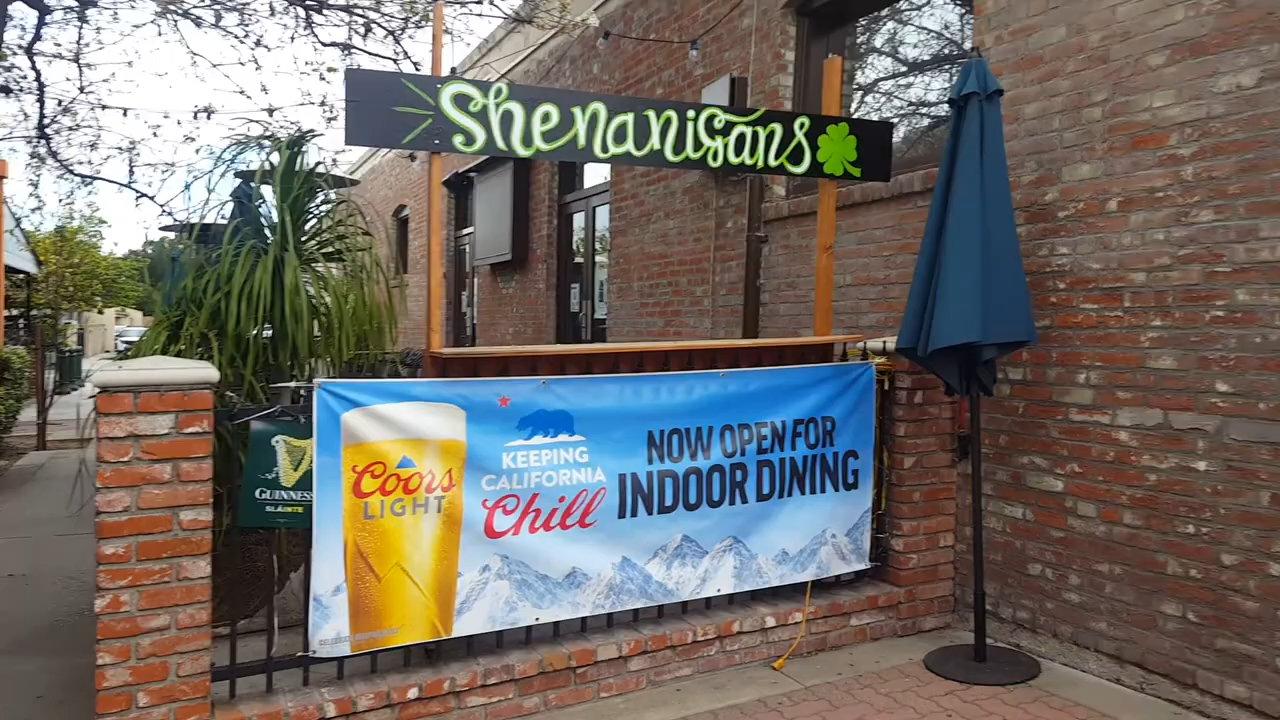 Shenanigans
GUINNESS
SLÁINTE
Coors
LIGHT
KEEPING
CALIFORNIA
Chill
NOW OPEN FOR
INDOOR DINING